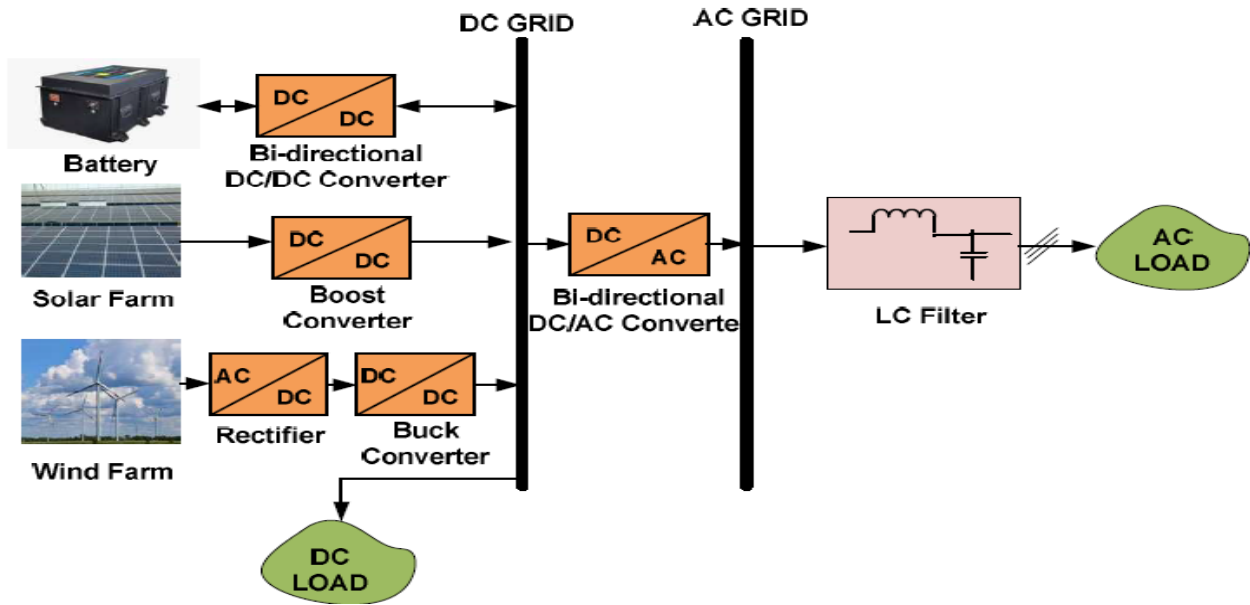 DC GRID
AC GRID
DC
DC
Battery
Bi-directional
DC/DC Converter
DC
DC
Solar Farm
Boost
Converter
DC
AC
Bi-directional
DC/AC Converte
LC Filter
AC
LOAD
AC
DC
Rectifier
DC
DC
Buck
Converter
Wind Farm
DC
LOAD